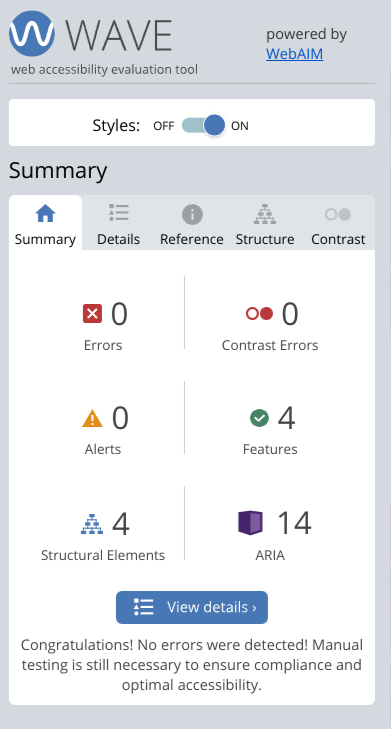 WAVE
web accessibility evaluation tool
powered by
WebAIM
Styles: OFF ON
Summary
Summary Details Reference Structure Contrast
0 0
Errors Contrast Errors
0 4
Alerts Features
4 14
Structural Elements ARIA
View details ›
Congratulations! No errors were detected! Manual
testing is still necessary to ensure compliance and
optimal accessibility.